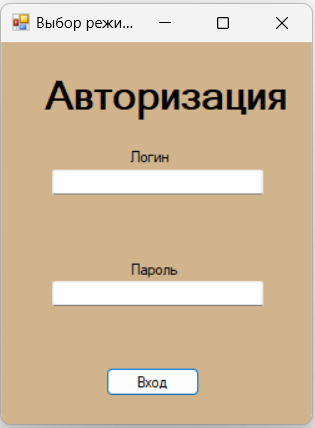 Выбор режи...
Авторизация
Логин
Пароль
Вход